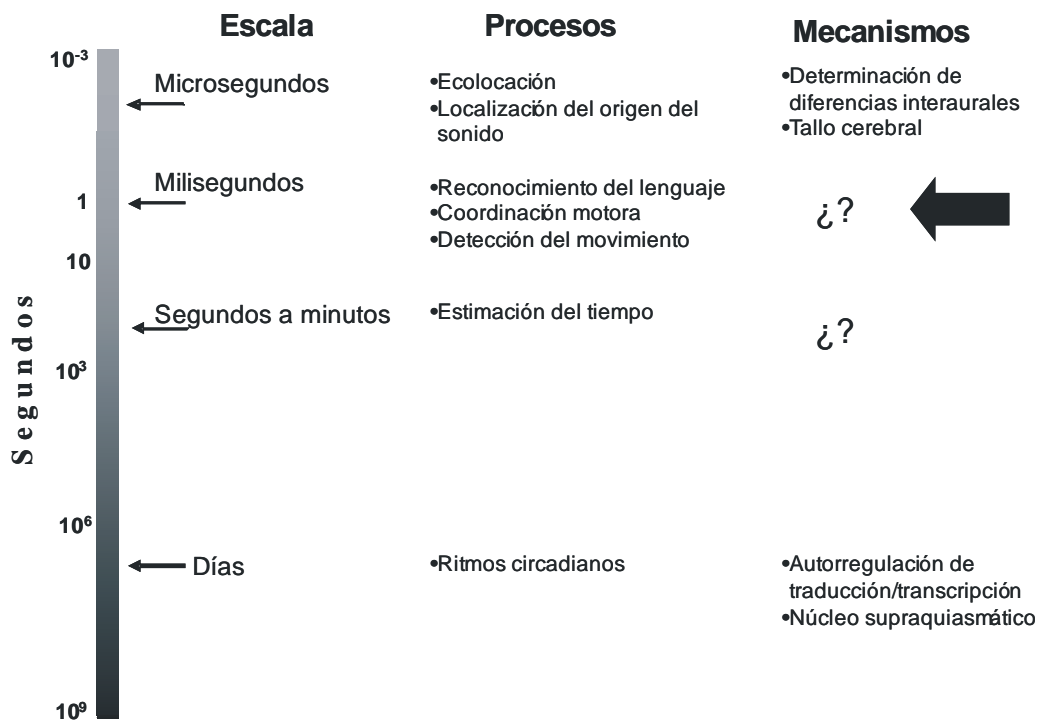 Escala
Procesos
Mecanismos
10⁻³
Microsegundos
•Ecolocación
•Localización del origen del
sonido
•Determinación de
diferencias interaurales
•Tallo cerebral
Milisegundos
1
•Reconocimiento del lenguaje
•Coordinación motora
•Detección del movimiento
¿?
10
Segundos a minutos
•Estimación del tiempo
¿?
10³
Segundos
10⁶
Días
•Ritmos circadianos
•Autorregulación de
traducción/transcripción
•Núcleo supraquiasmático
10⁹